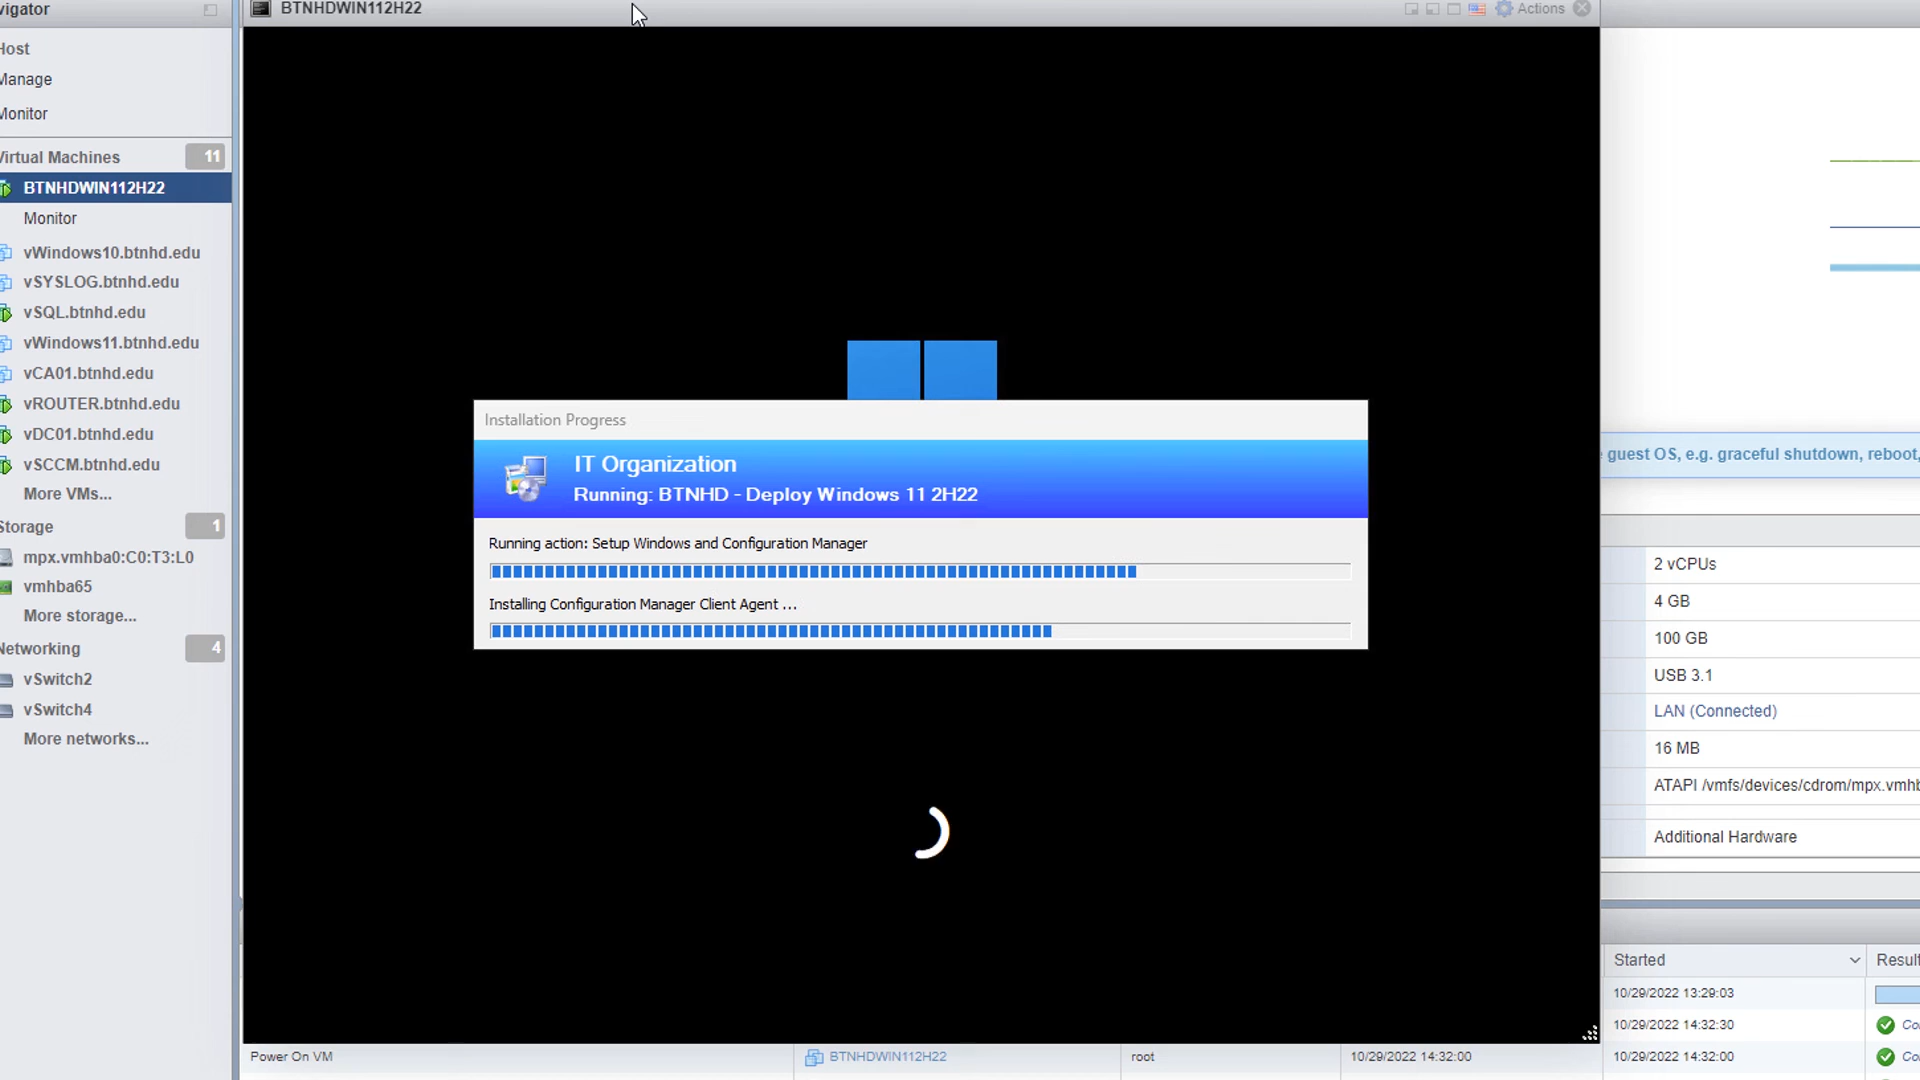 vigator
Host
Manage
Monitor
Virtual Machines 11
BTNHDWIN112H22
Monitor
vWindows10.btnhd.edu
vSYSLOG.btnhd.edu
vSQL.btnhd.edu
vWindows11.btnhd.edu
vCA01.btnhd.edu
vROUTER.btnhd.edu
vDC01.btnhd.edu
vSCCM.btnhd.edu
More VMs...
Storage 1
mpx.vmhba0:C0:T3:L0
vmhba65
More storage...
Networking 4
vSwitch2
vSwitch4
More networks...
BTNHDWIN112H22
Actions
Installation Progress
IT Organization
Running: BTNHD - Deploy Windows 11 2H22
Running action: Setup Windows and Configuration Manager
Installing Configuration Manager Client Agent ...
guest OS, e.g. graceful shutdown, reboot,
2 vCPUs
4 GB
100 GB
USB 3.1
LAN (Connected)
16 MB
ATAPI /vmfs/devices/cdrom/mpx.vmhb
Additional Hardware
Started Result
10/29/2022 13:29:03
10/29/2022 14:32:30 Co
Power On VM BTNHDWIN112H22 root 10/29/2022 14:32:00 10/29/2022 14:32:00 Co